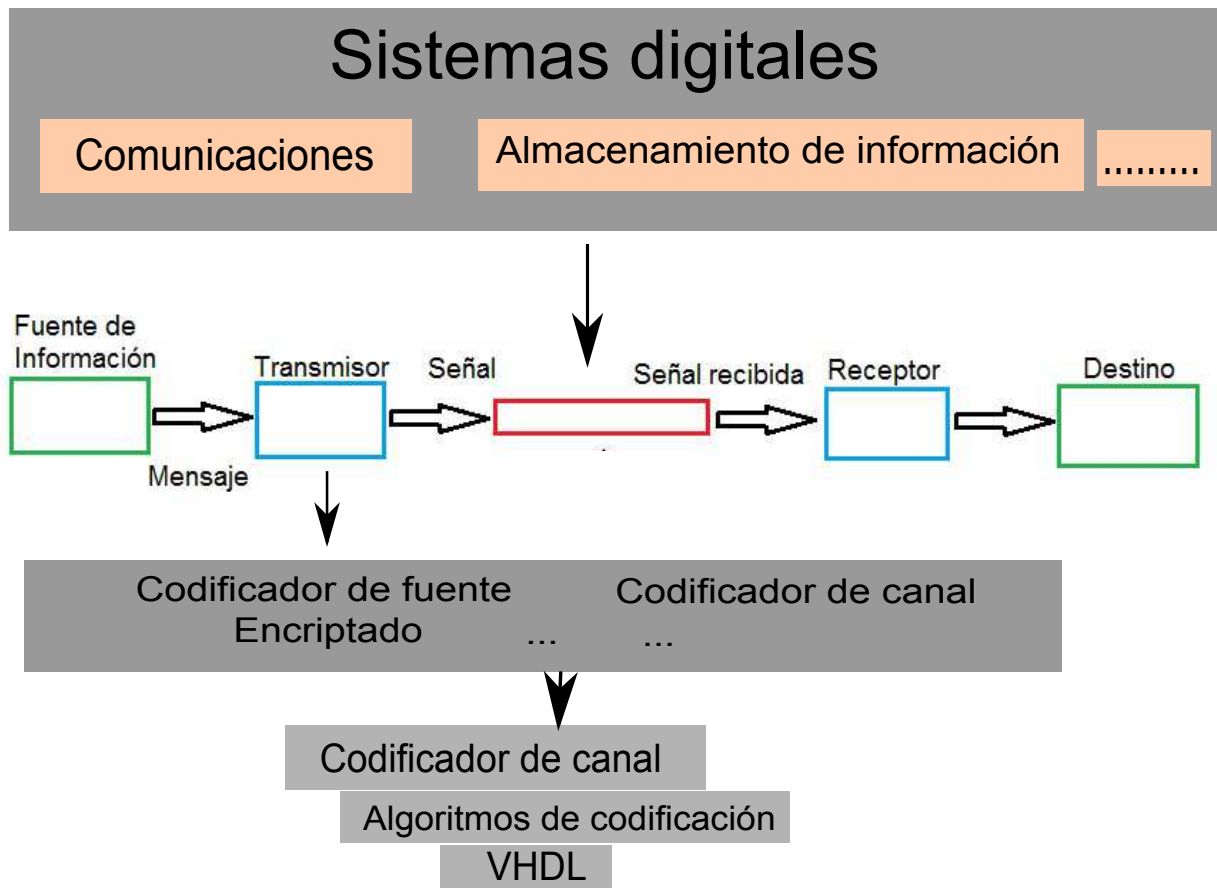 Sistemas digitales
Comunicaciones
Almacenamiento de información
.........
Fuente de
Información
Transmisor
Señal
Señal recibida
Receptor
Destino
Mensaje
Codificador de fuente
Codificador de canal
Encriptado
...
...
Codificador de canal
Algoritmos de codificación
VHDL